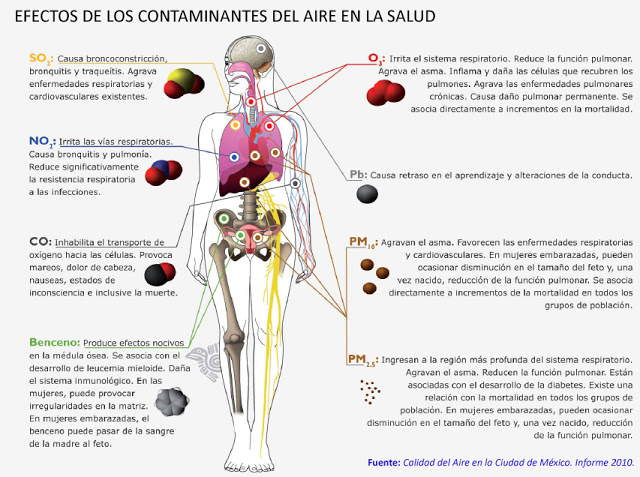 EFECTOS DE LOS CONTAMINANTES DEL AIRE EN LA SALUD
SO2: Causa broncoconstricción,
bronquitis y traqueítis. Agrava
enfermedades respiratorias y
cardiovasculares existentes.
NO2: Irrita las vías respiratorias.
Causa bronquitis y pulmonía.
Reduce significativamente
la resistencia respiratoria
a las infecciones.
CO: Inhabilita el transporte de
oxígeno hacia las células. Provoca
mareos, dolor de cabeza,
nauseas, estados de
inconsciencia e inclusive la muerte.
Benceno: Produce efectos nocivos
en la médula ósea. Se asocia con el
desarrollo de leucemia mieloide. Daña
el sistema inmunológico. En las
mujeres, puede provocar
irregularidades en la matriz.
En mujeres embarazadas, el
benceno puede pasar de la sangre
de la madre al feto.
O3: Irrita el sistema respiratorio. Reduce la función pulmonar.
Agrava el asma. Inflama y daña las células que recubren los
pulmones. Agrava las enfermedades pulmonares
crónicas. Causa daño pulmonar permanente. Se
asocia directamente a incrementos en la mortalidad.
Pb: Causa retraso en el aprendizaje y alteraciones de la conducta.
PM10: Agravan el asma. Favorecen las enfermedades respiratorias
y cardiovasculares. En mujeres embarazadas, pueden
ocasionar disminución en el tamaño del feto y, una
vez nacido, reducción de la función pulmonar. Se asocia
directamente a incrementos de la mortalidad en todos los
grupos de población.
PM2.5: Ingresan a la región más profunda del sistema respiratorio.
Agravan el asma. Reducen la función pulmonar. Están
asociadas con el desarrollo de la diabetes. Existe una
relación con la mortalidad en todos los grupos de
población. En mujeres embarazadas, pueden ocasionar
disminución en el tamaño del feto y, una vez nacido, reducción
de la función pulmonar.
Fuente: Calidad del Aire en la Ciudad de México. Informe 2010.